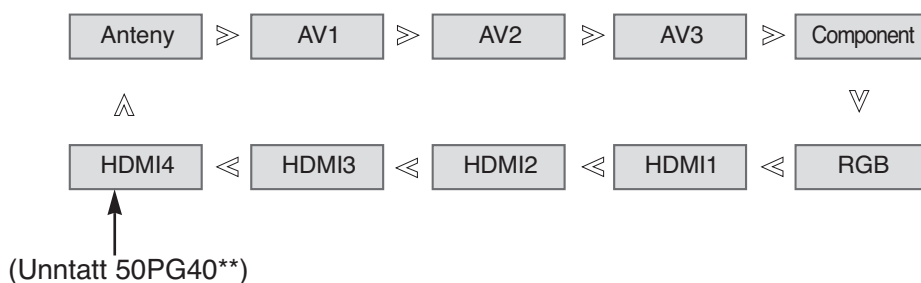 Anteny AV1 AV2 AV3 Component
HDMI4 HDMI3 HDMI2 HDMI1 RGB
(Unntatt 50PG40**)